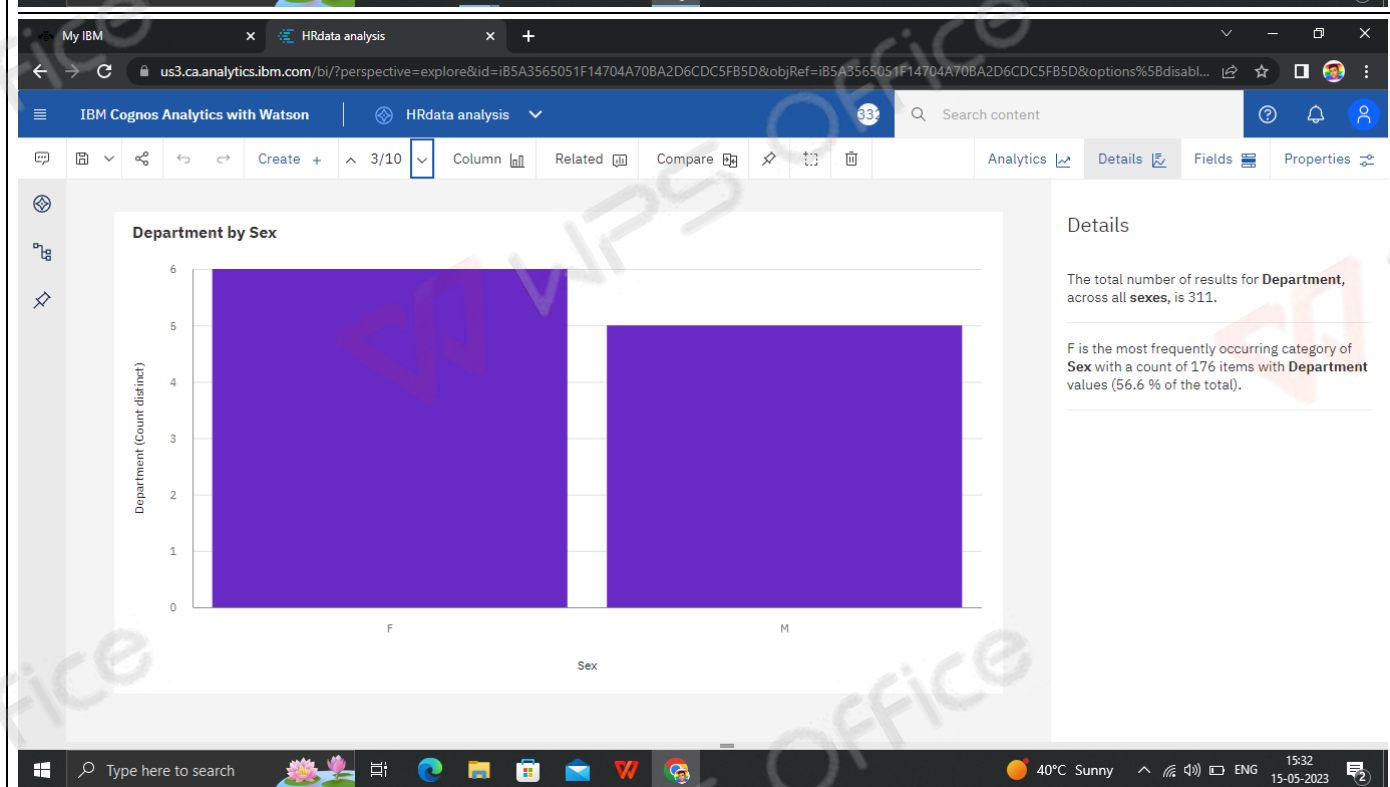 My IBM
HRdata analysis
us3.ca.analytics.ibm.com/bi/?perspective=explore&id=iB5A3565051F14704A70BA2D6CDC5FB5D&objRef=iB5A3565051F14704A70BA2D6CDC5FB5D&options%5Bdisabl...
IBM Cognos Analytics with Watson
HRdata analysis
332
Search content
Create +
3/10
Column
Related
Compare
Analytics
Details
Fields
Properties
Department by Sex
6
5
4
3
2
1
0
Department (Count distinct)
F
M
Sex
Details
The total number of results for Department,
across all sexes, is 311.
F is the most frequently occurring category of
Sex with a count of 176 items with Department
values (56.6 % of the total).
WPS Office
Type here to search
40°C Sunny
ENG
15:32
15-05-2023
2